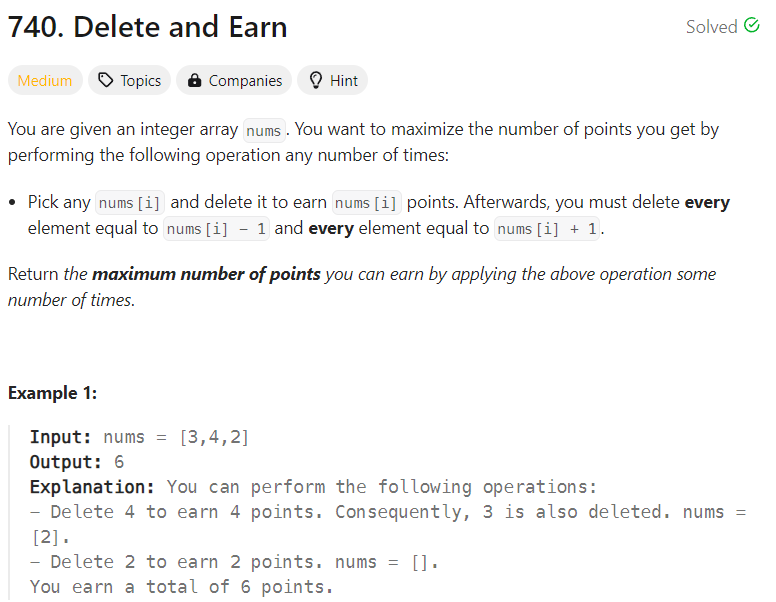 740. Delete and Earn
Solved
Medium Topics Companies Hint
You are given an integer array nums. You want to maximize the number of points you get by
performing the following operation any number of times:
• Pick any nums[i] and delete it to earn nums[i] points. Afterwards, you must delete every
element equal to nums[i] - 1 and every element equal to nums[i] + 1.
Return the maximum number of points you can earn by applying the above operation some
number of times.
Example 1:
Input: nums = [3,4,2]
Output: 6
Explanation: You can perform the following operations:
- Delete 4 to earn 4 points. Consequently, 3 is also deleted. nums =
[2].
- Delete 2 to earn 2 points. nums = [].
You earn a total of 6 points.